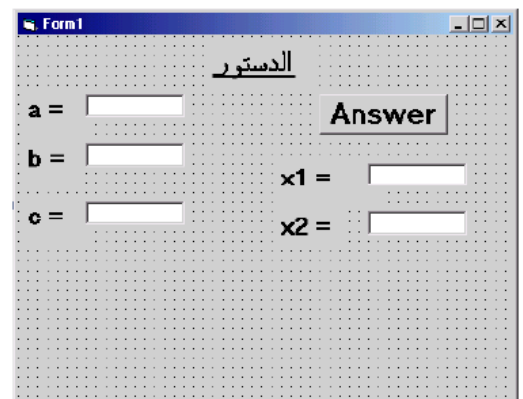 Form1
الدستور
a =
Answer
b =
x1 =
c =
x2 =